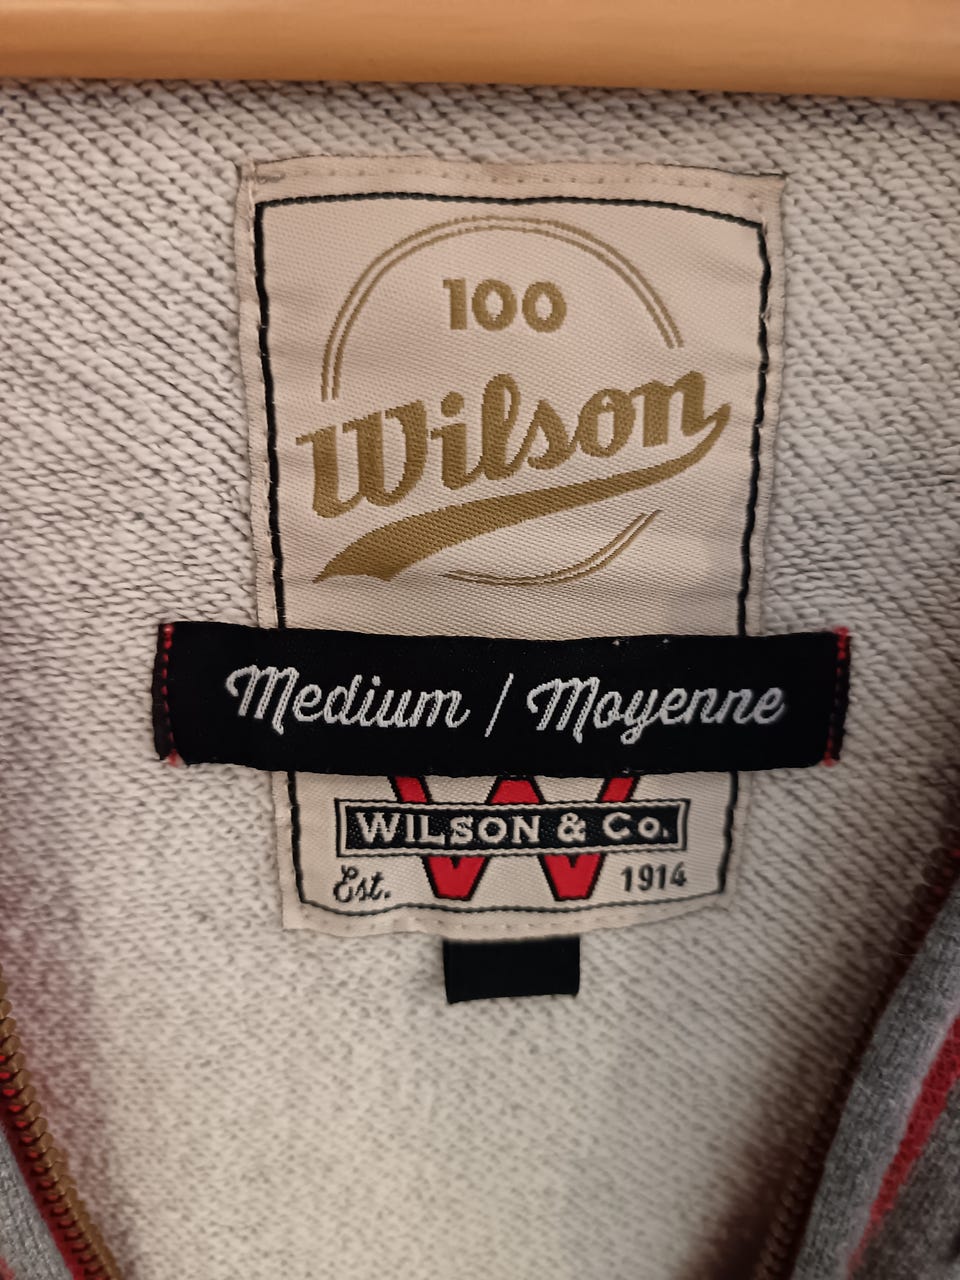 100
Wilson
Medium / Moyenne
W
WILSON & Co.
Est. 1914